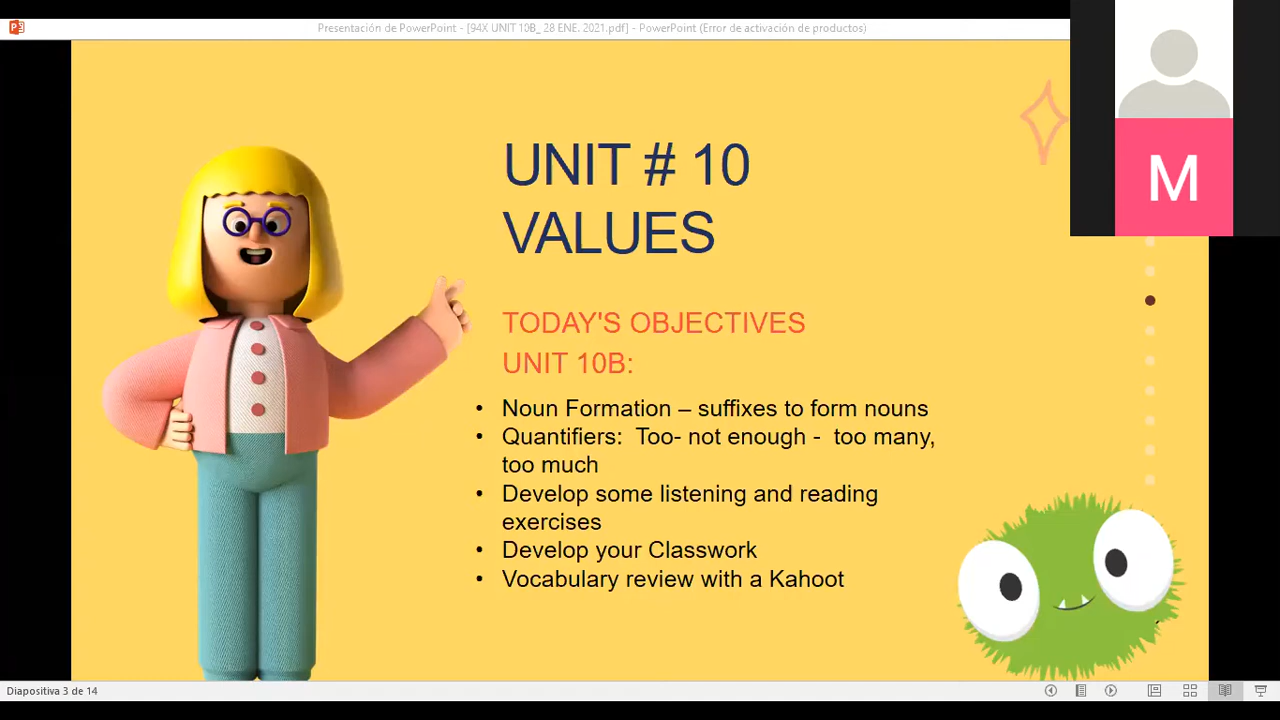 Presentación de PowerPoint - [94X UNIT 10B_ 28 ENE. 2021.pdf] - PowerPoint (Error de activación de productos)
M
UNIT # 10
VALUES
TODAY'S OBJECTIVES
UNIT 10B:
• Noun Formation – suffixes to form nouns
• Quantifiers: Too- not enough - too many,
too much
• Develop some listening and reading
exercises
• Develop your Classwork
• Vocabulary review with a Kahoot
Diapositiva 3 de 14